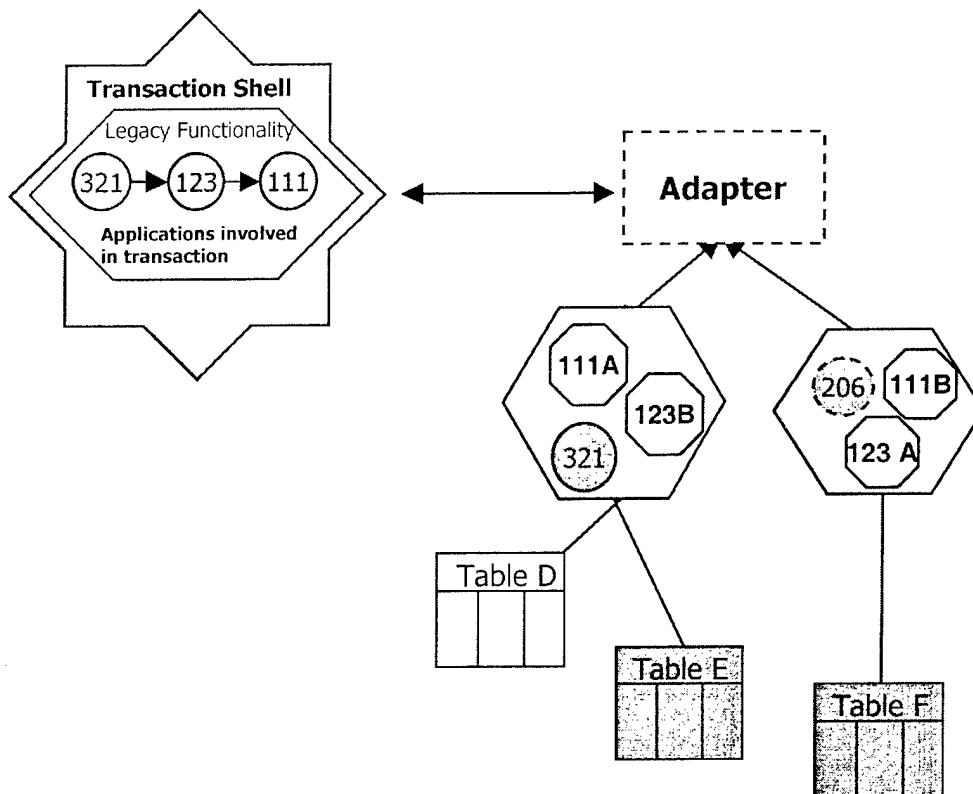 Transaction Shell
Legacy Functionality
321 123 111
Applications involved
in transaction
Adapter
111A
123B
321
206
111B
123 A
Table D
Table E
Table F